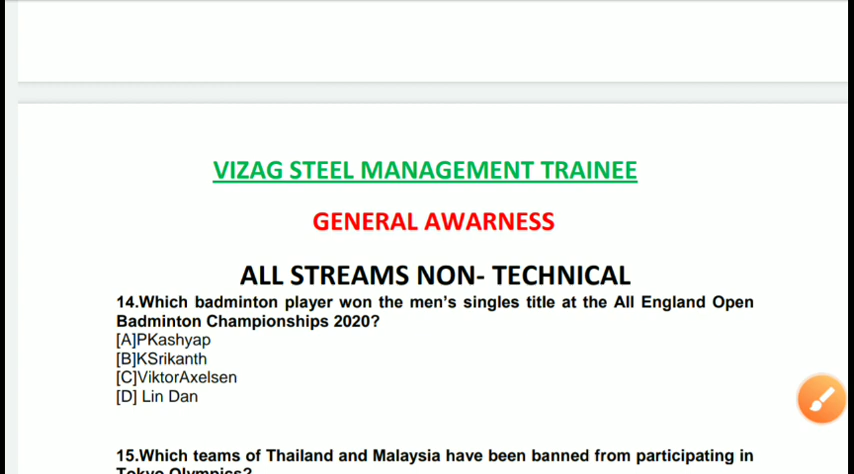 VIZAG STEEL MANAGEMENT TRAINEE
GENERAL AWARNESS
ALL STREAMS NON- TECHNICAL
14.Which badminton player won the men's singles title at the All England Open
Badminton Championships 2020?
[A]PKashyap
[B]KSrikanth
[C]ViktorAxelsen
[D] Lin Dan
15.Which teams of Thailand and Malaysia have been banned from participating in
Tokyo Olympics?